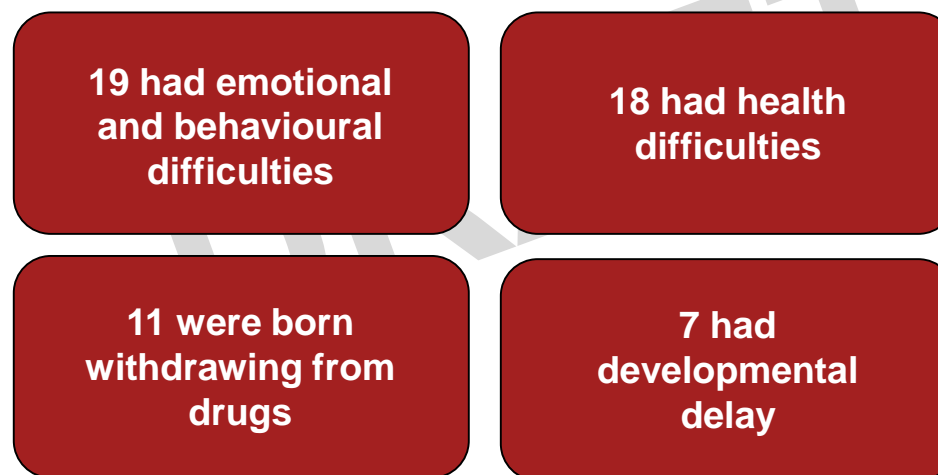 19 had emotional
and behavioural
difficulties
18 had health
difficulties
11 were born
withdrawing from
drugs
7 had
developmental
delay